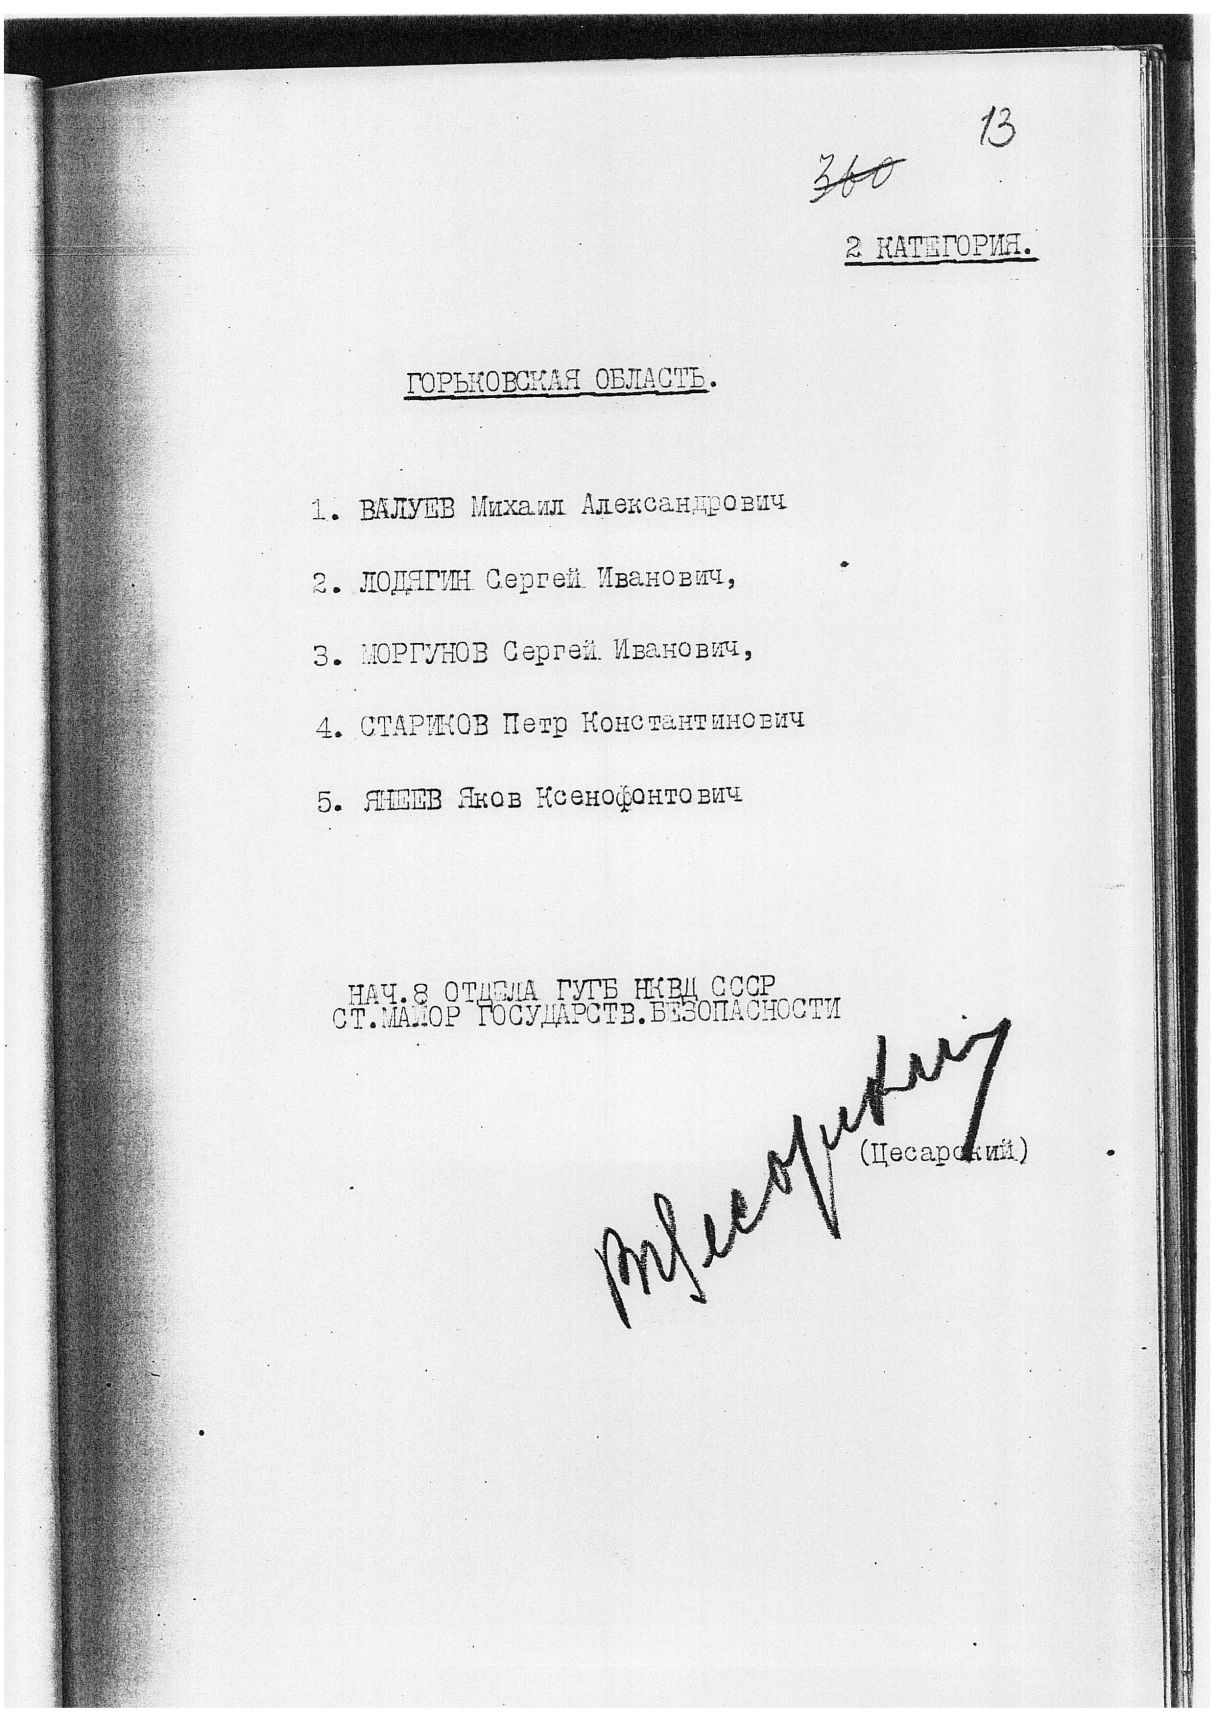 13
360
2 КАТЕГОРИЯ.
ГОРЬКОВСКАЯ ОБЛАСТЬ.
1. ВАЛУЕВ Михаил Александрович
2. ЛОДЯГИН Сергей Иванович,
3. МОРГУНОВ Сергей Иванович,
4. СТАРИКОВ Петр Константинович
5. ЯНЕЕВ Яков Ксенофонтович
НАЧ.8 ОТДЕЛА ГУГБ НКВД СССР
СТ.МАЙОР ГОСУДАРСТВ.БЕЗОПАСНОСТИ
(Цесарский)